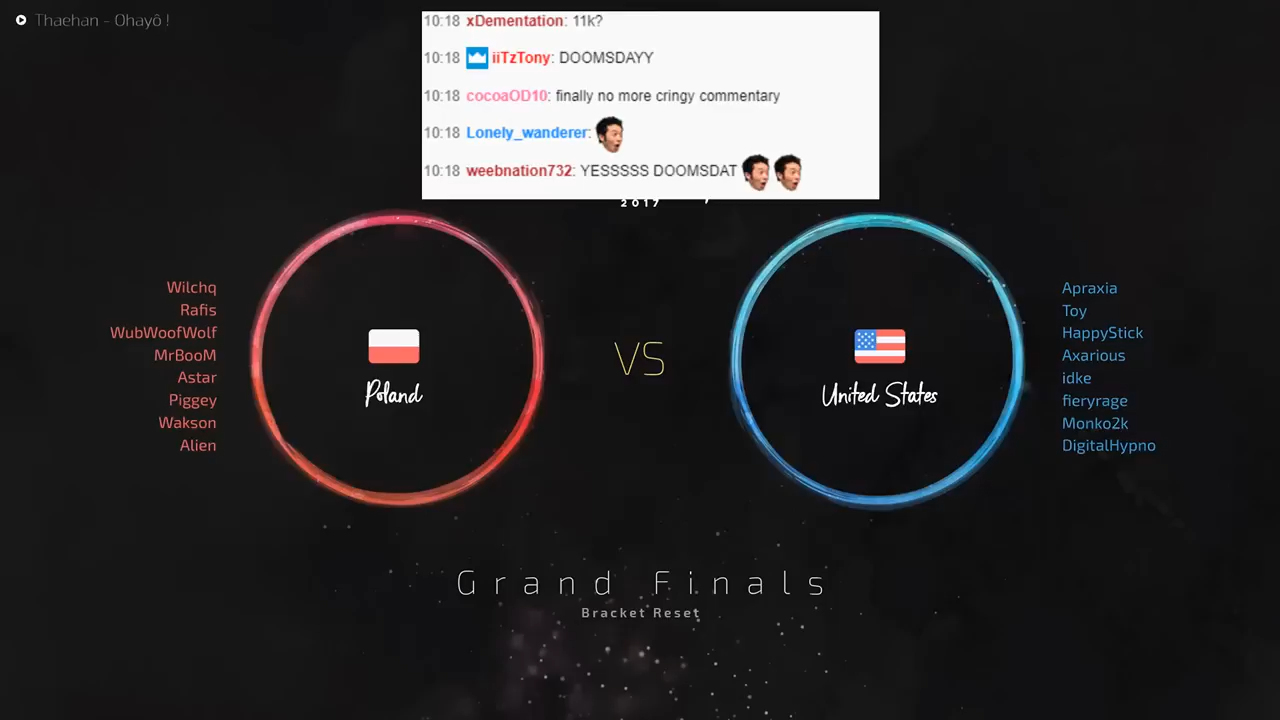 Thaehan - Ohayô !
10:18 xDementation: 11k?
10:18 iiTzTony: DOOMSDAYY
10:18 cocoaOD10: finally no more cringy commentary
10:18 Lonely_wanderer:
10:18 weebnation732: YESSSSS DOOMSDAT
2017
Wilchq
Rafis
WubWoofWolf
MrBooM
Astar
Piggey
Wakson
Alien
Poland
VS
United States
Apraxia
Toy
HappyStick
Axarious
idke
fieryrage
Monko2k
DigitalHypno
Grand Finals
Bracket Reset